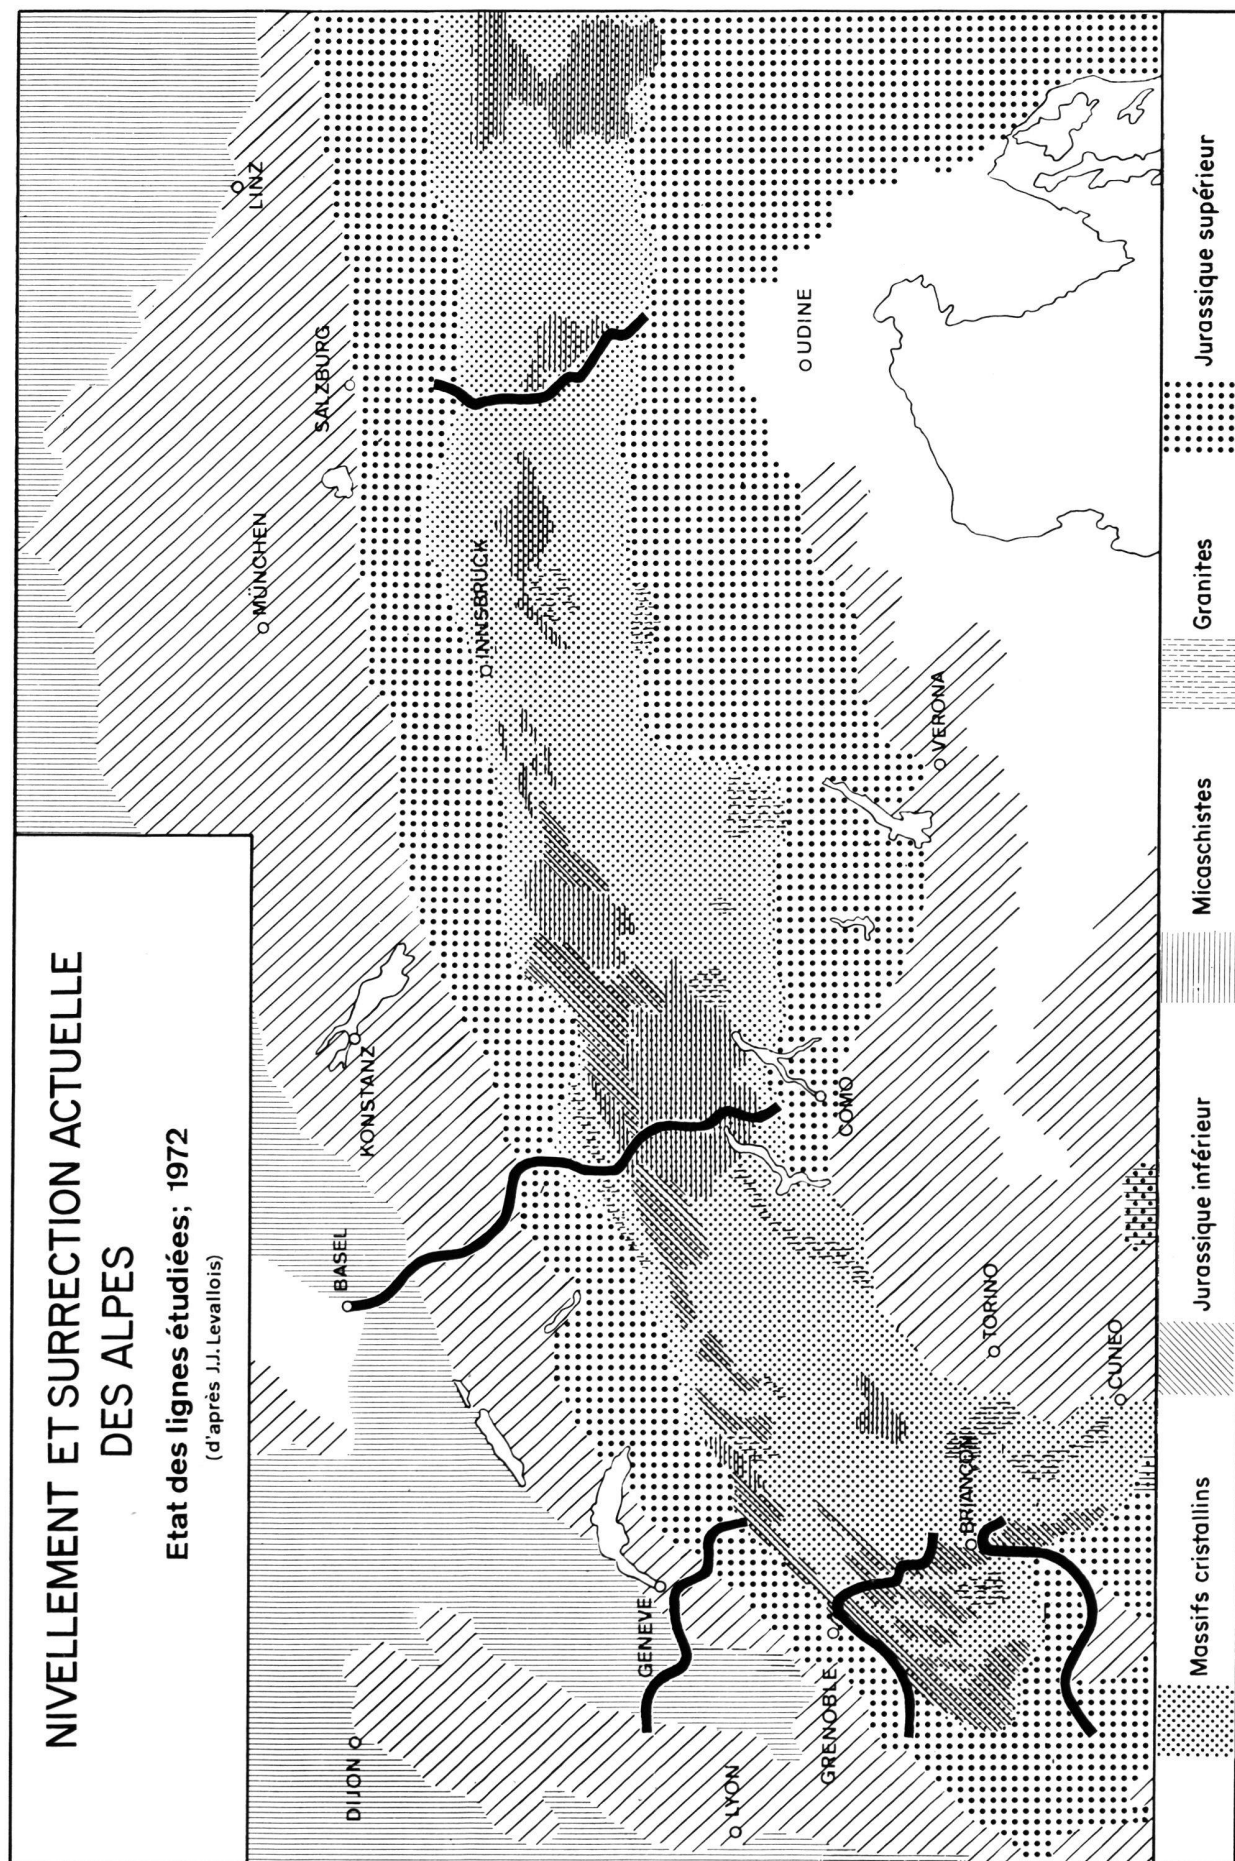 NIVELLEMENT ET SURRECTION ACTUELLE
DES ALPES
Etat des lignes étudiées; 1972
(d'après J.J. Levallois)
DIJON
BASEL
KONSTANZ
MÜNCHEN
LINZ
SALZBURG
INNSBRUCK
LYON
GENEVE
GRENOBLE
BRIANÇON
TORINO
CUNEO
COMO
VERONA
UDINE
Massifs cristallins
Jurassique inférieur
Micaschistes
Granites
Jurassique supérieur